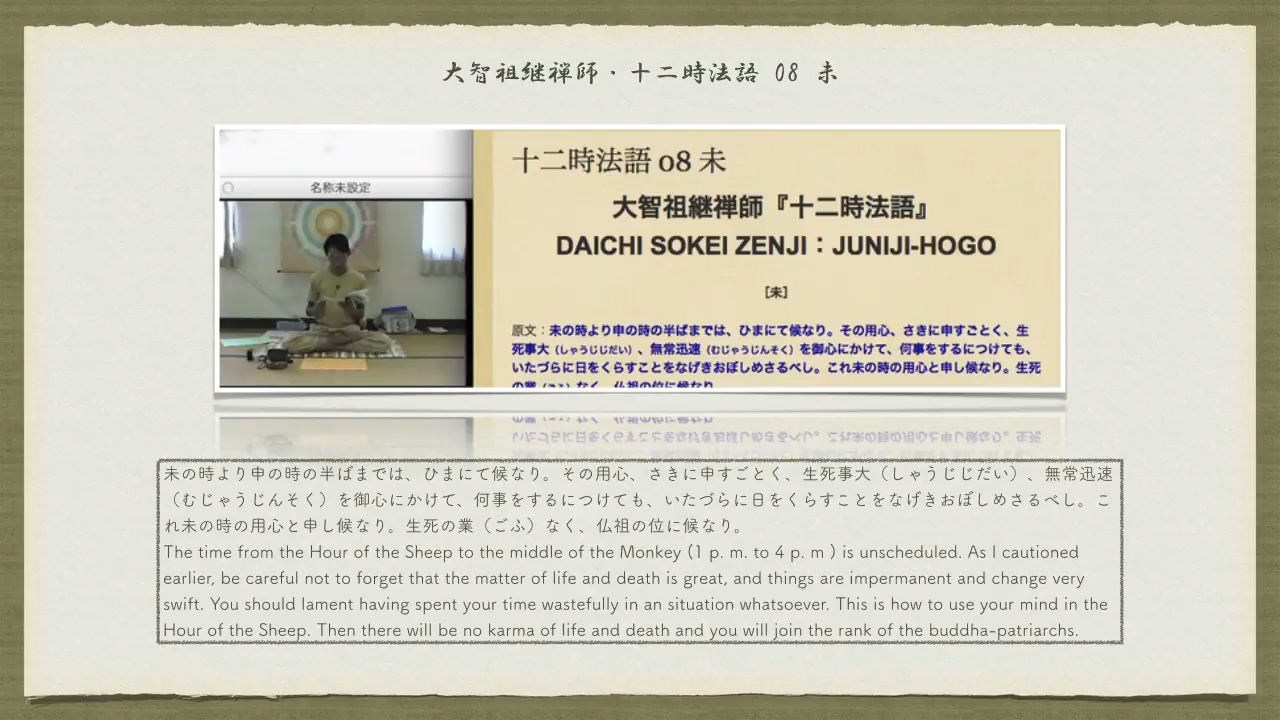 大智祖継禅師・十二時法語 08 未
名称未設定
十二時法語 08 未
大智祖継禅師『十二時法語』
DAICHI SOKEI ZENJI：JUNIJI-HOGO
［未］
原文：未の時より申の時の半ばまでは、ひまにて候なり。その用心、さきに申すごとく、生
死事大（しゃうじじだい）、無常迅速（むじゃうじんそく）を御心にかけて、何事をするにつけても、
いたづらに日をくらすことをなげきおぼしめさるべし。これ未の時の用心と申し候なり。生死
の業（ごふ）なく、仏祖の位に候なり
未の時より申の時の半ばまでは、ひまにて候なり。その用心、さきに申すごとく、生死事大（しゃうじじだい）、無常迅速
（むじゃうじんそく）を御心にかけて、何事をするにつけても、いたづらに日をくらすことをなげきおぼしめさるべし。こ
れ未の時の用心と申し候なり。生死の業（ごふ）なく、仏祖の位に候なり。
The time from the Hour of the Sheep to the middle of the Monkey (1 p. m. to 4 p. m ) is unscheduled. As I cautioned
earlier, be careful not to forget that the matter of life and death is great, and things are impermanent and change very
swift. You should lament having spent your time wastefully in an situation whatsoever. This is how to use your mind in the
Hour of the Sheep. Then there will be no karma of life and death and you will join the rank of the buddha-patriarchs.